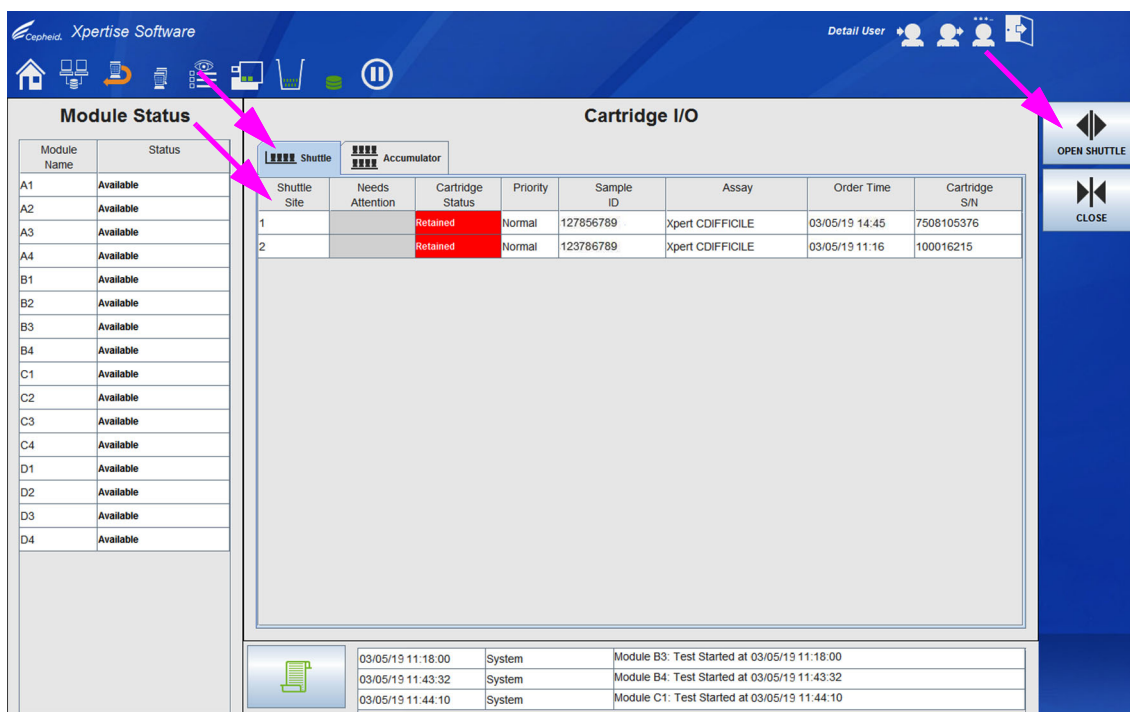 Cepheid. Xpertise Software
Detail User
Module Status
Cartridge I/O
OPEN SHUTTLE
CLOSE
Module Name Status
A1 Available
A2 Available
A3 Available
A4 Available
B1 Available
B2 Available
B3 Available
B4 Available
C1 Available
C2 Available
C3 Available
C4 Available
D1 Available
D2 Available
D3 Available
D4 Available
Shuttle Accumulator
Shuttle Needs Cartridge Priority Sample Assay Order Time Cartridge
Site Attention Status ID S/N
1 Retained Normal 127856789 Xpert CDIFFICILE 03/05/19 14:45 7508105376
2 Retained Normal 123786789 Xpert CDIFFICILE 03/05/19 11:16 100016215
03/05/19 11:18:00 System Module B3: Test Started at 03/05/19 11:18:00
03/05/19 11:43:32 System Module B4: Test Started at 03/05/19 11:43:32
03/05/19 11:44:10 System Module C1: Test Started at 03/05/19 11:44:10